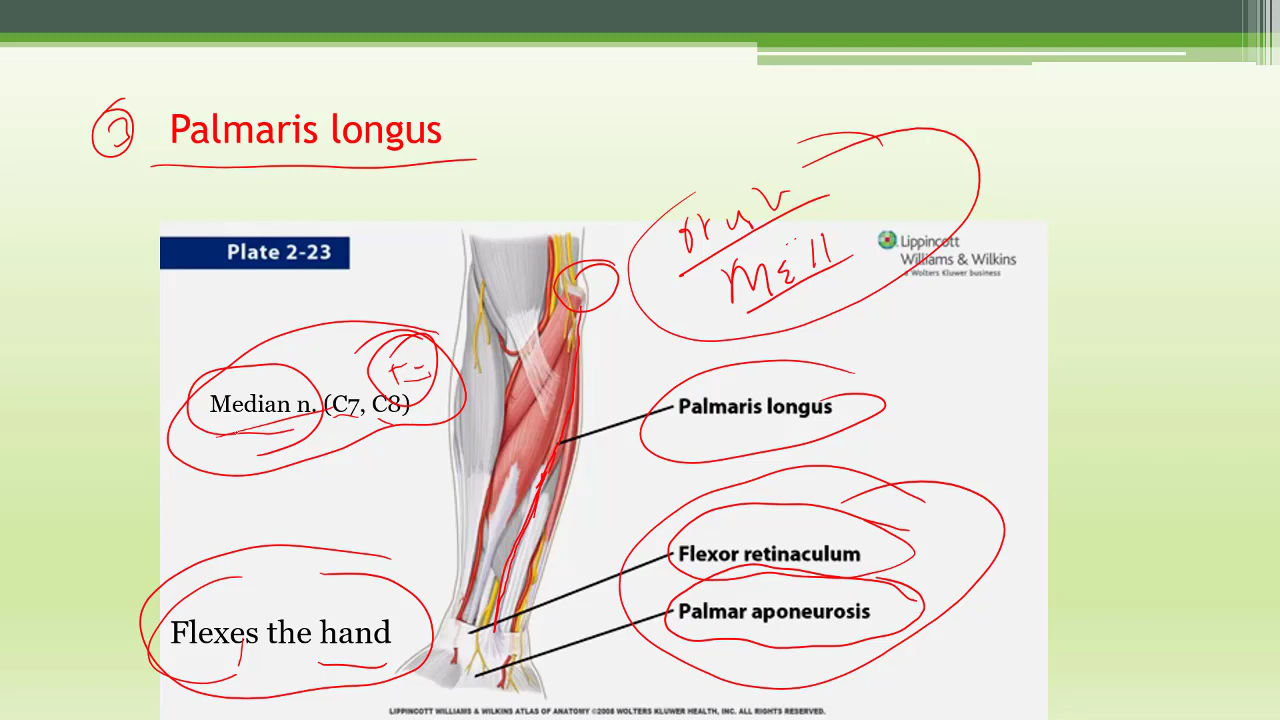 3 Palmaris longus
Plate 2-23
Lippincott
Williams & Wilkins
a Wolters Kluwer business
Median n. (C7, C8)
Palmaris longus
Flexor retinaculum
Palmar aponeurosis
Flexes the hand
LIPPINCOTT WILLIAMS & WILKINS ATLAS OF ANATOMY ©2008 WOLTERS KLUWER HEALTH, INC. ALL RIGHTS RESERVED.